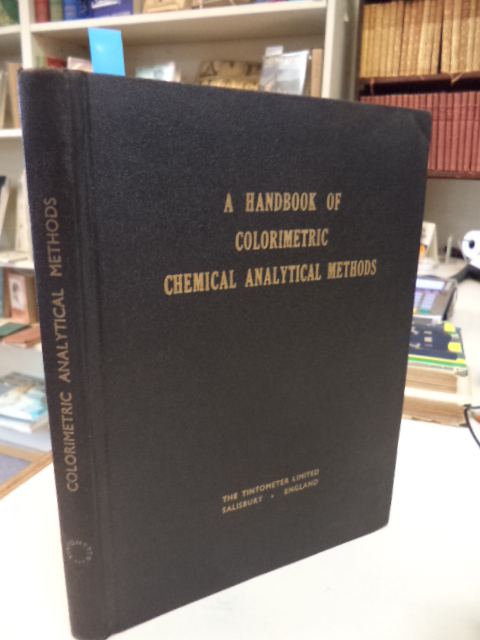 A HANDBOOK OF
COLORIMETRIC
CHEMICAL ANALYTICAL METHODS
THE TINTOMETER LIMITED
SALISBURY · ENGLAND
COLORIMETRIC ANALYTICAL METHODS